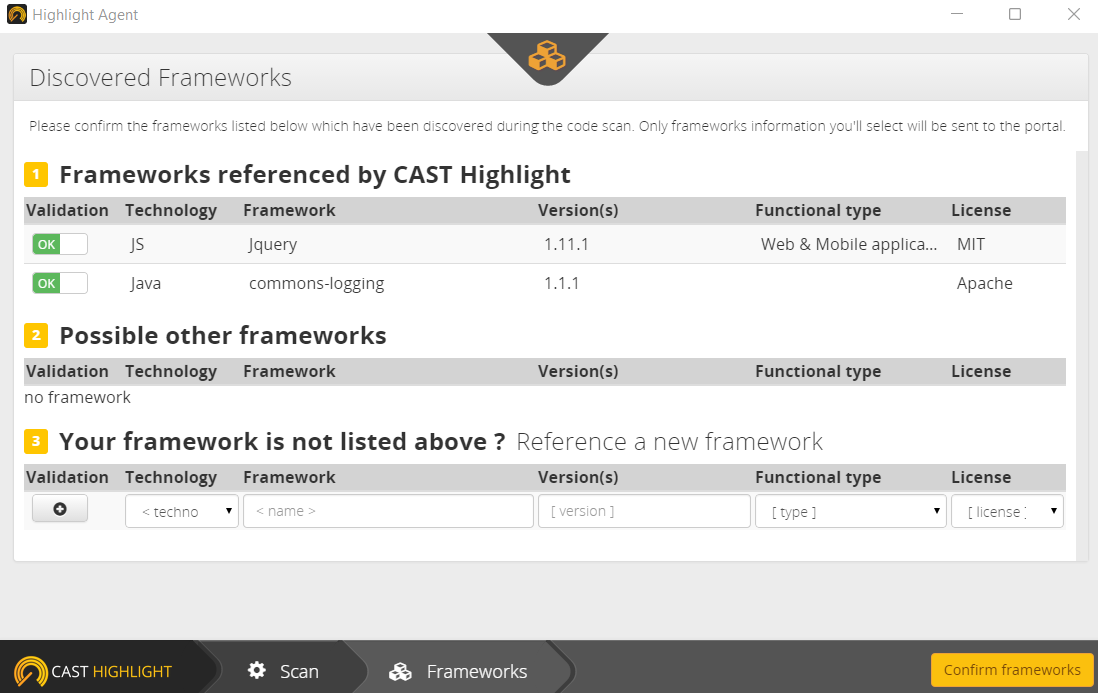 Highlight Agent
Discovered Frameworks
Please confirm the frameworks listed below which have been discovered during the code scan. Only frameworks information you'll select will be sent to the portal.
1 Frameworks referenced by CAST Highlight
Validation Technology Framework Version(s) Functional type License
OK JS Jquery 1.11.1 Web & Mobile applica... MIT
OK Java commons-logging 1.1.1 Apache
2 Possible other frameworks
Validation Technology Framework Version(s) Functional type License
no framework
3 Your framework is not listed above ? Reference a new framework
Validation Technology Framework Version(s) Functional type License
< techno < name > [ version ] [ type ] [ license ]
CAST HIGHLIGHT Scan Frameworks Confirm frameworks